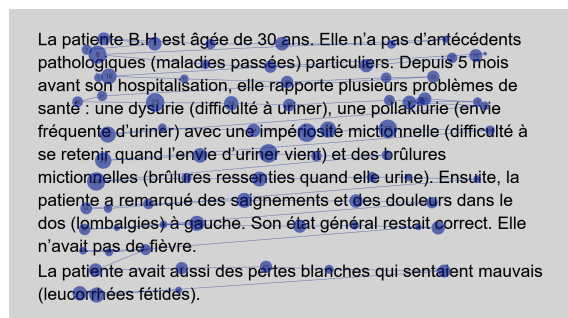 La patiente B.H est âgée de 30 ans. Elle n'a pas d'antécédents
pathologiques (maladies passées) particuliers. Depuis 5 mois
avant son hospitalisation, elle rapporte plusieurs problèmes de
santé : une dysurie (difficulté à uriner), une pollakiurie (envie
fréquente d'uriner) avec une impériosité mictionnelle (difficulté à
se retenir quand l'envie d'uriner vient) et des brûlures
mictionnelles (brûlures ressenties quand elle urine). Ensuite, la
patiente a remarqué des saignements et des douleurs dans le
dos (lombalgies) à gauche. Son état général restait correct. Elle
n'avait pas de fièvre.
La patiente avait aussi des pertes blanches qui sentaient mauvais
(leucorrhées fétides).